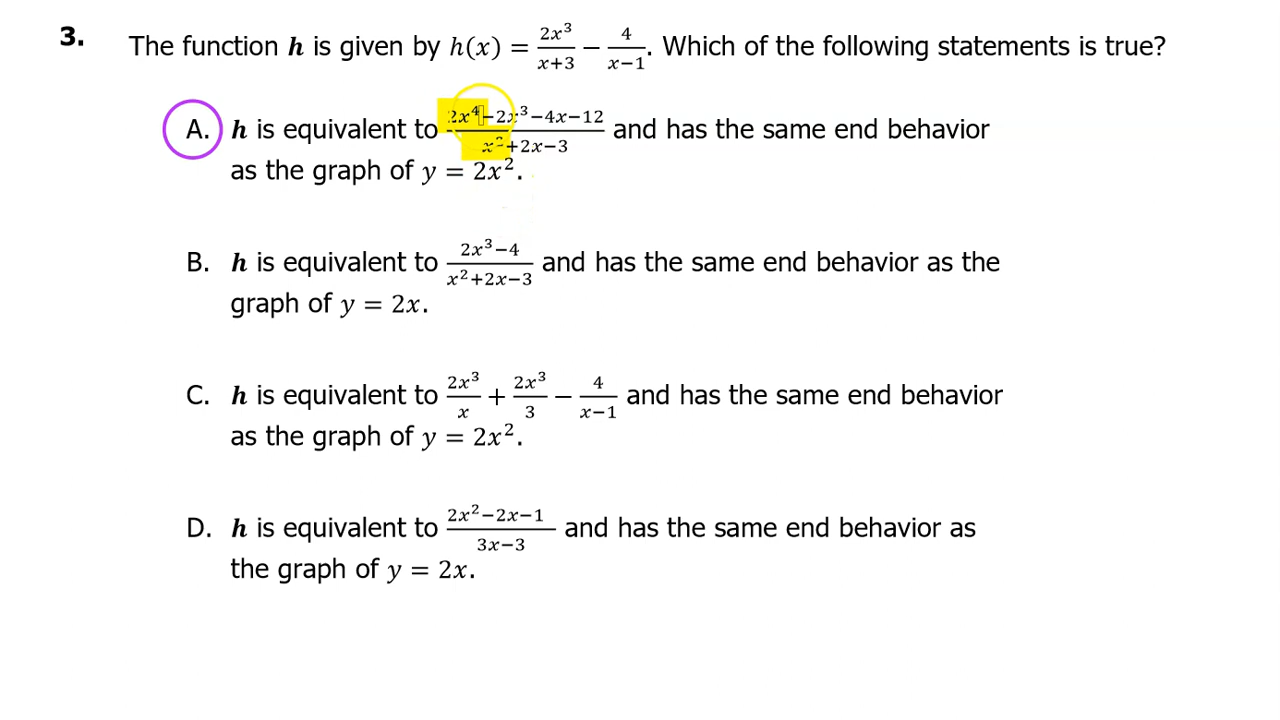 3. The function h is given by h(x) = 2x³/(x+3) − 4/(x−1). Which of the following statements is true?
A. h is equivalent to (2x⁴−2x³−4x−12)/(x²+2x−3) and has the same end behavior
as the graph of y = 2x².
B. h is equivalent to (2x³−4)/(x²+2x−3) and has the same end behavior as the
graph of y = 2x.
C. h is equivalent to 2x³/x + 2x³/3 − 4/(x−1) and has the same end behavior
as the graph of y = 2x².
D. h is equivalent to (2x²−2x−1)/(3x−3) and has the same end behavior as
the graph of y = 2x.